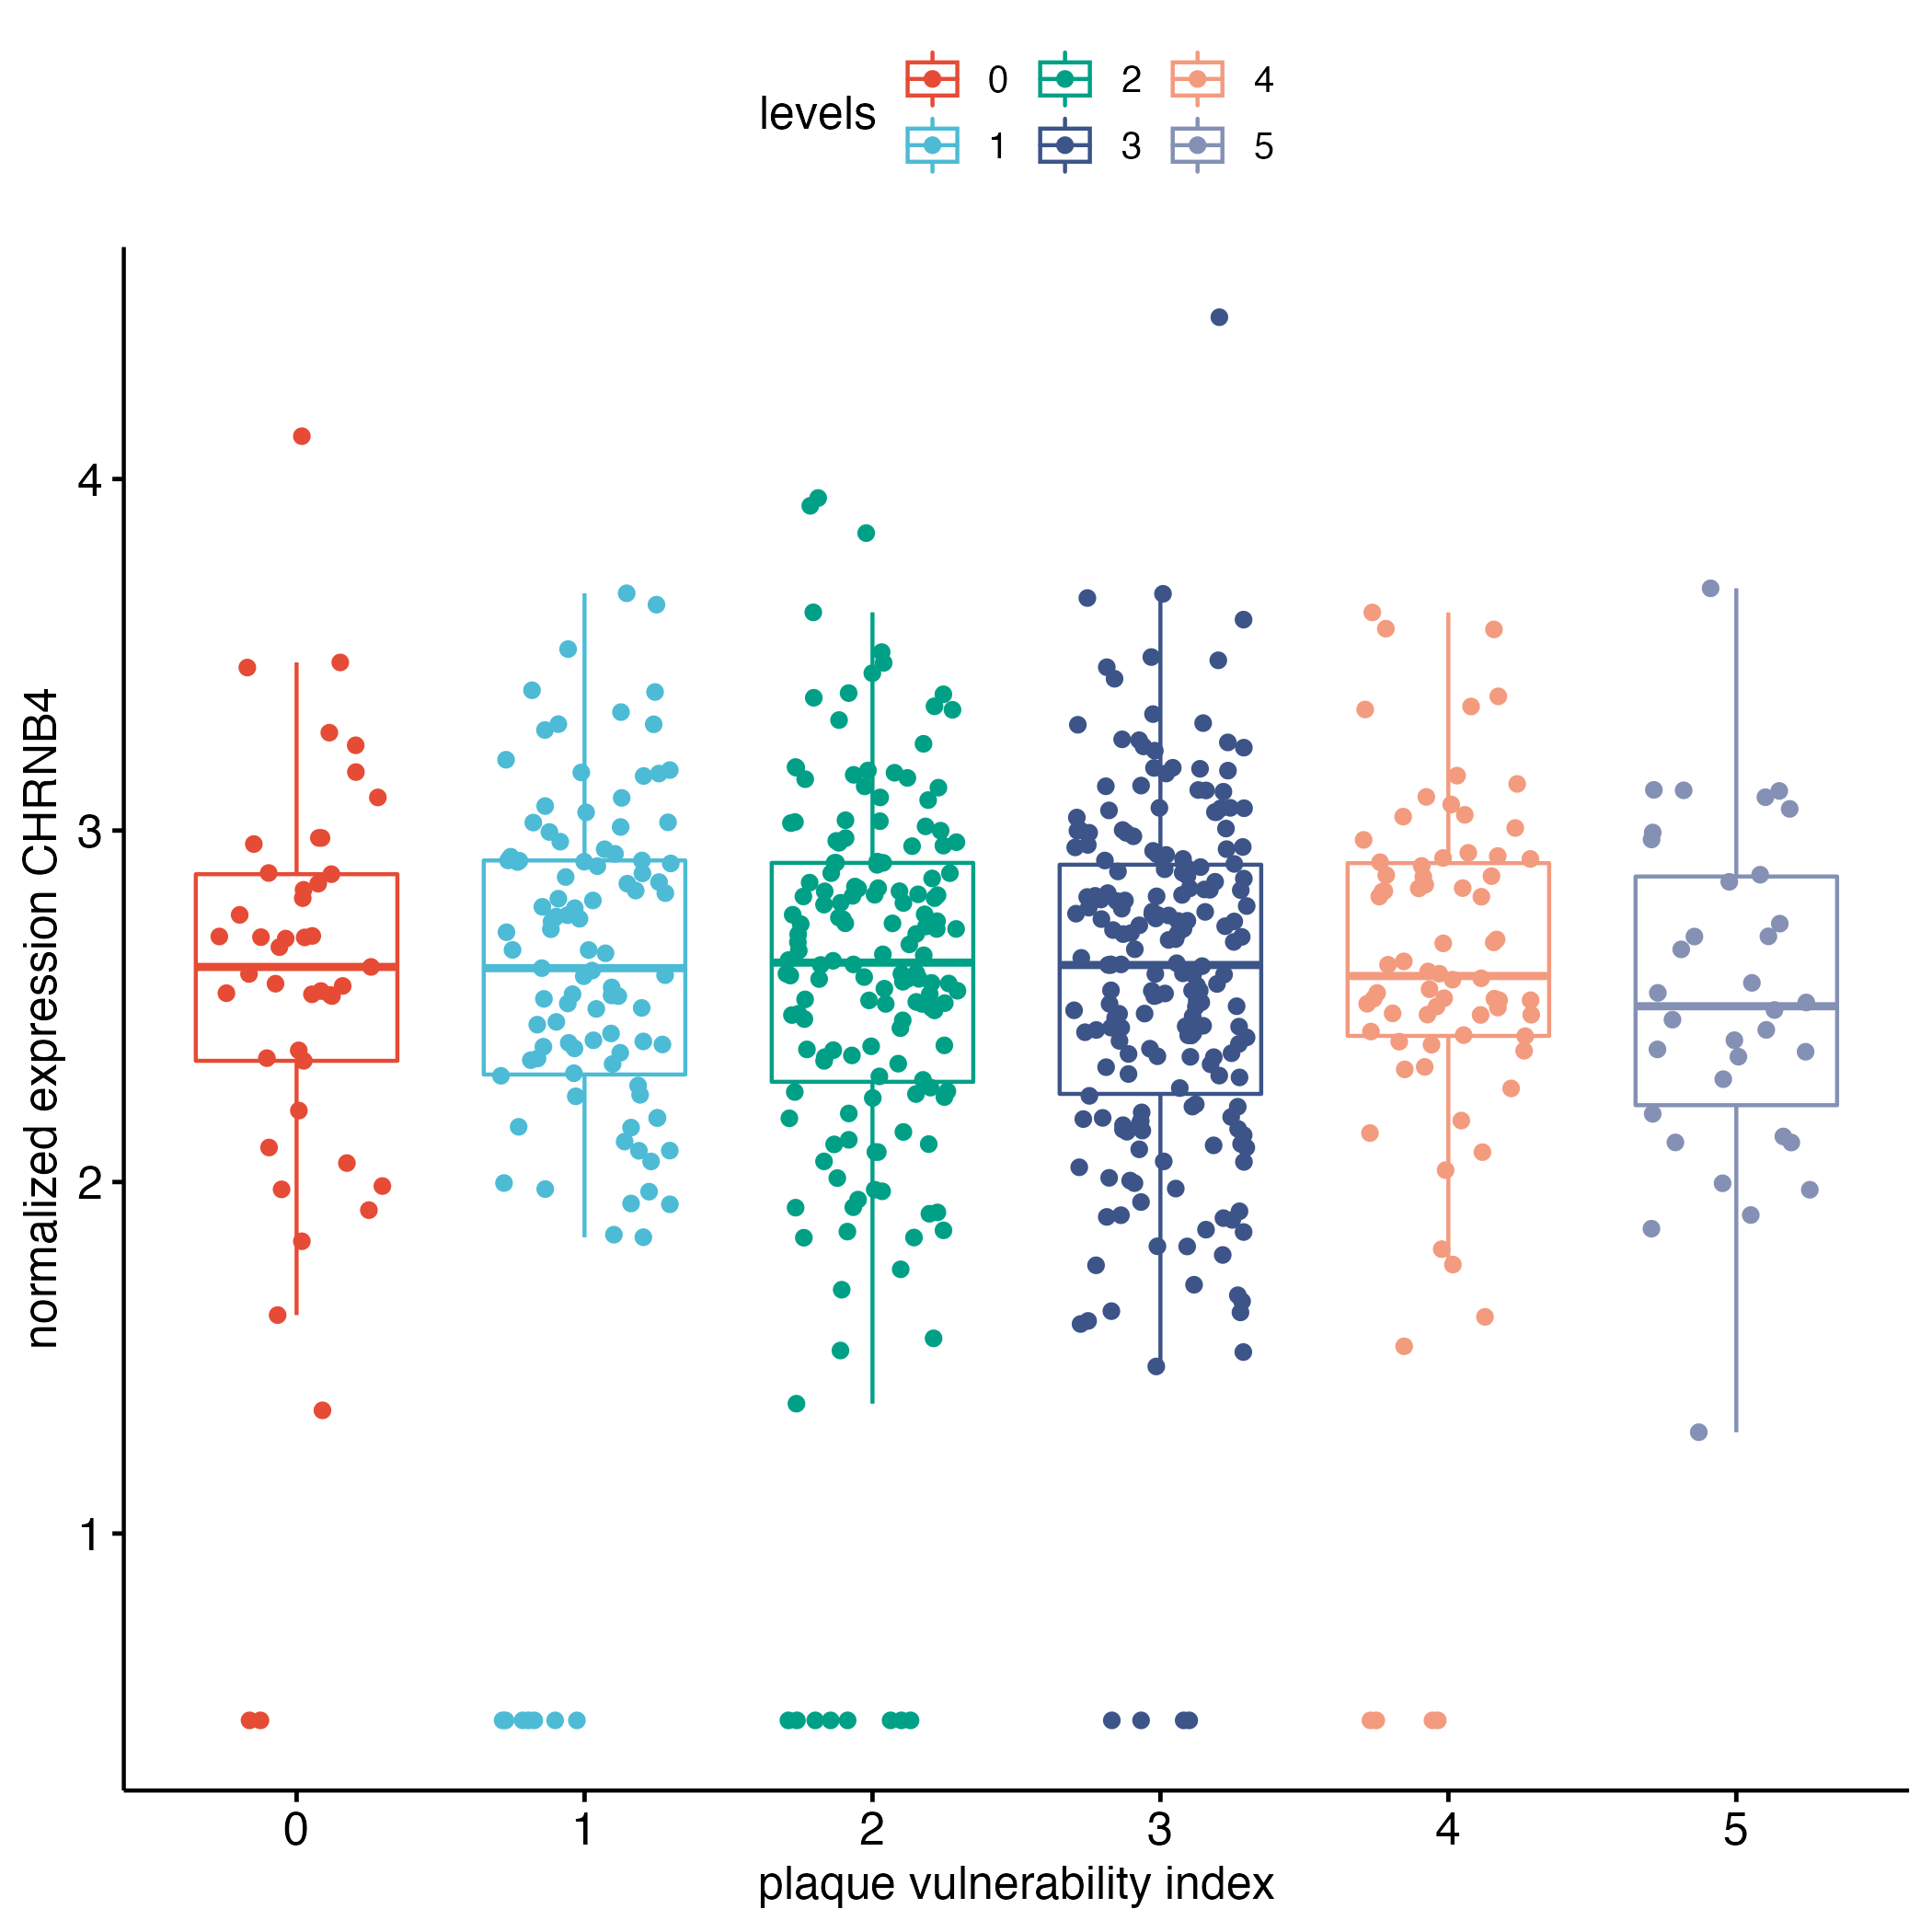 levels
0 2 4
1 3 5
normalized expression CHRNB4
4
3
2
1
0 1 2 3 4 5
plaque vulnerability index